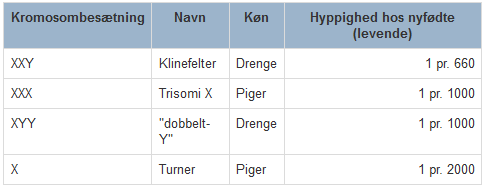 Kromosombesætning Navn Køn Hyppighed hos nyfødte
(levende)
XXY Klinefelter Drenge 1 pr. 660
XXX Trisomi X Piger 1 pr. 1000
XYY "dobbelt- Drenge 1 pr. 1000
Y"
X Turner Piger 1 pr. 2000